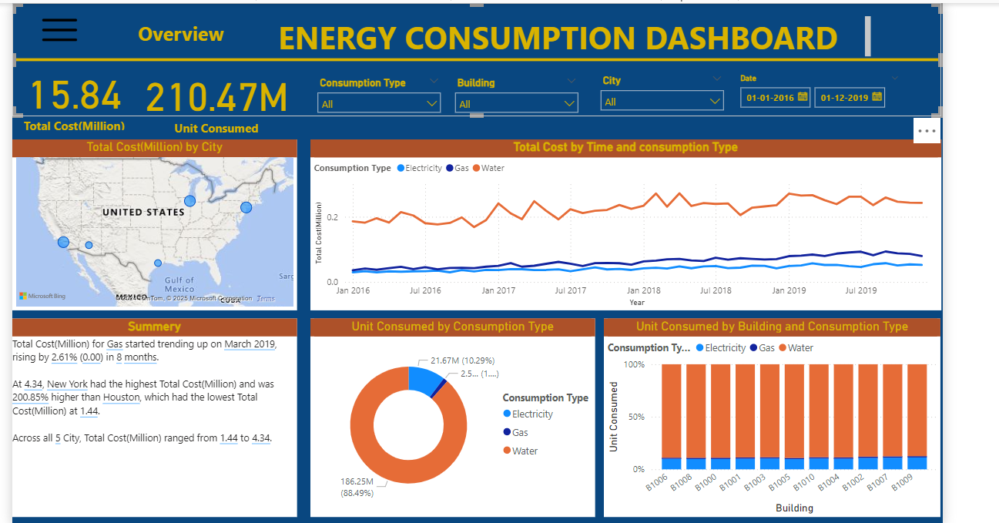 Overview
ENERGY CONSUMPTION DASHBOARD
15.84
Total Cost(Million)
210.47M
Unit Consumed
Consumption Type
All
Building
All
City
All
Date
01-01-2016
01-12-2019
Total Cost(Million) by City
UNITED STATES
Gulf of
Mexico
MEXICO
CUBA
Sarg
Microsoft Bing
TomTom, © 2025 Microsoft Corporation Terms
Total Cost by Time and consumption Type
Consumption Type Electricity Gas Water
Total Cost(Million)
0.2
0.0
Jan 2016 Jul 2016 Jan 2017 Jul 2017 Jan 2018 Jul 2018 Jan 2019 Jul 2019
Year
Summery
Total Cost(Million) for Gas started trending up on March 2019,
rising by 2.61% (0.00) in 8 months.
At 4.34, New York had the highest Total Cost(Million) and was
200.85% higher than Houston, which had the lowest Total
Cost(Million) at 1.44.
Across all 5 City, Total Cost(Million) ranged from 1.44 to 4.34.
Unit Consumed by Consumption Type
21.67M (10.29%)
2.5... (1....)
186.25M
(88.49%)
Consumption Type
Electricity
Gas
Water
Unit Consumed by Building and Consumption Type
Consumption Ty... Electricity Gas Water
Unit Consumed
100%
50%
0%
B1006 B1008 B1000 B1001 B1003 B1005 B1010 B1004 B1002 B1007 B1009
Building